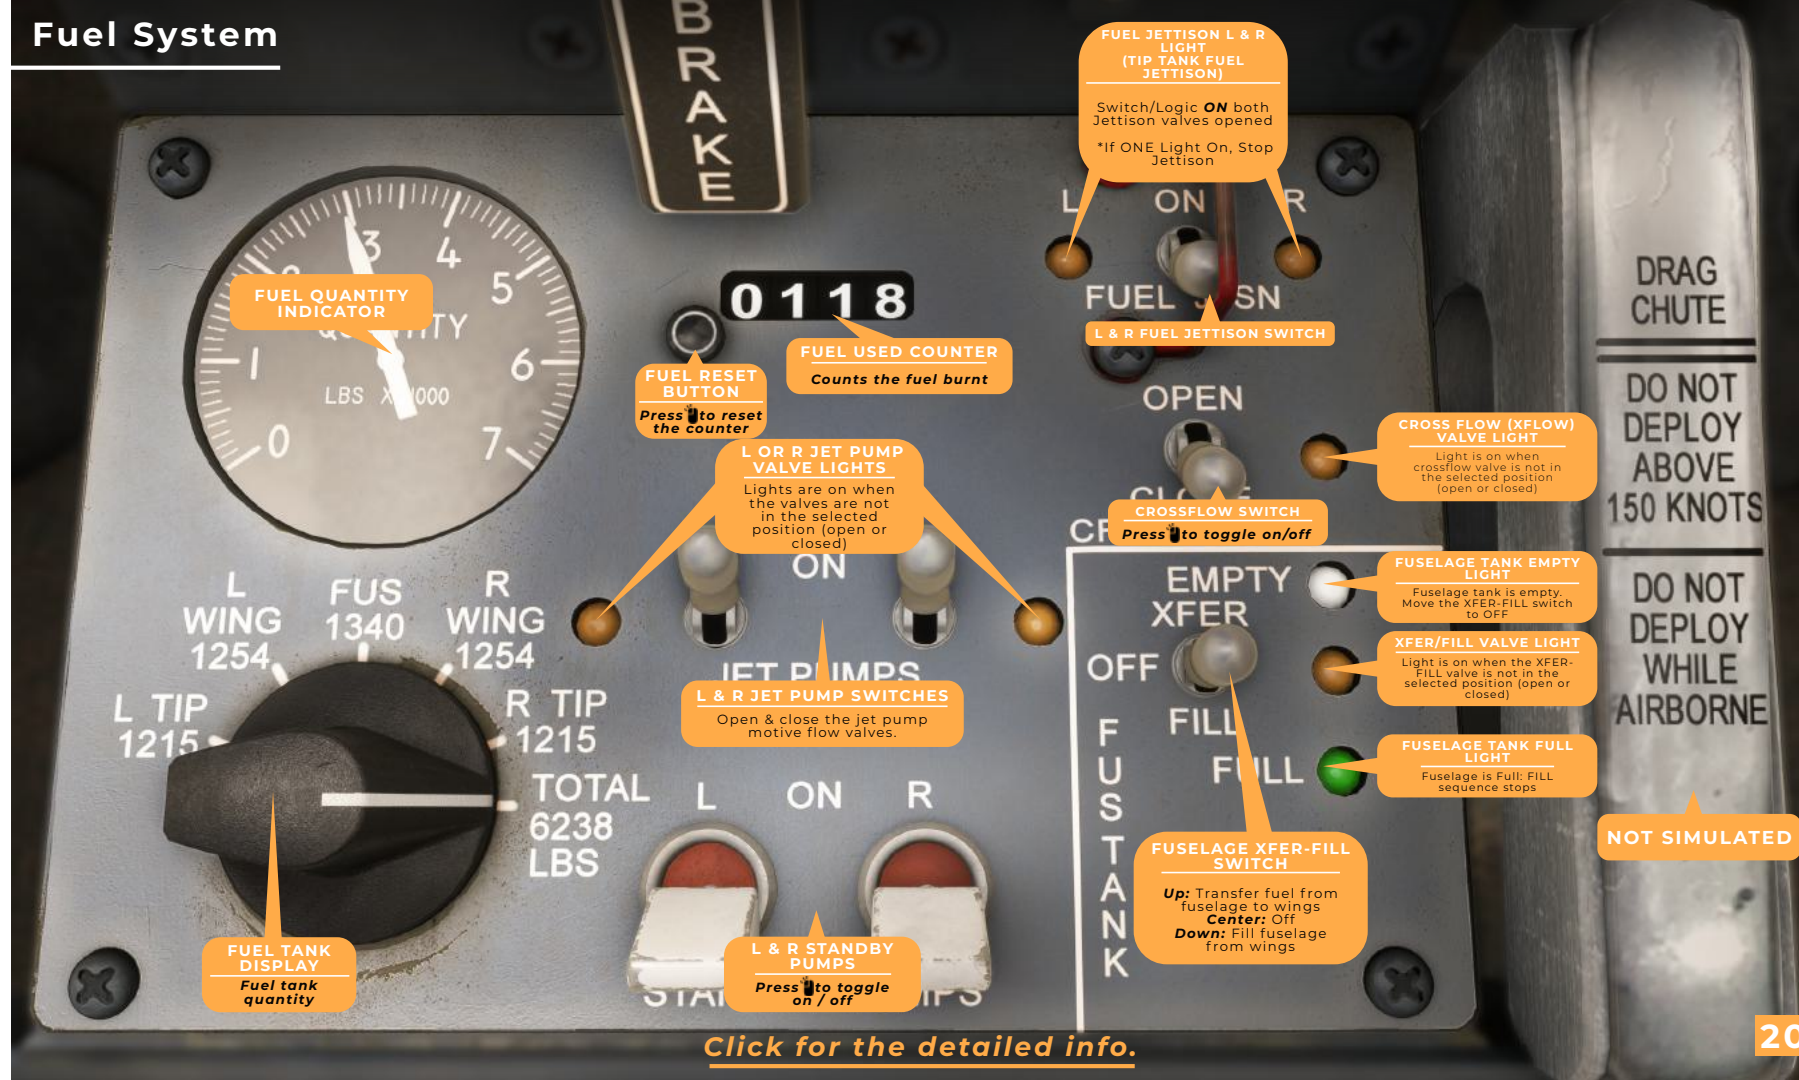 Fuel System
B
R
A
K
E
FUEL JETTISON L & R
LIGHT
(TIP TANK FUEL
JETTISON)
Switch/Logic ON both
Jettison valves opened
*If ONE Light On, Stop
Jettison
L ON R
FUEL SN
L & R FUEL JETTISON SWITCH
3
4
5
6
7
1
0
LBS X 1000
FUEL QUANTITY
INDICATOR
0118
FUEL USED COUNTER
Counts the fuel burnt
FUEL RESET
BUTTON
Press to reset
the counter
OPEN
CROSS FLOW (XFLOW)
VALVE LIGHT
Light is on when
crossflow valve is not in
the selected position
(open or closed)
CROSSFLOW SWITCH
Press to toggle on/off
L OR R JET PUMP
VALVE LIGHTS
Lights are on when
the valves are not
in the selected
position (open or
closed)
ON
JET PUMPS
L & R JET PUMP SWITCHES
Open & close the jet pump
motive flow valves.
L
WING
1254
FUS
1340
R
WING
1254
L TIP
1215
R TIP
1215
TOTAL
6238
LBS
FUEL TANK
DISPLAY
Fuel tank
quantity
L ON R
L & R STANDBY
PUMPS
Press to toggle
on / off
EMPTY
XFER
OFF
FILL
FULL
F
U
S
T
A
N
K
FUSELAGE TANK EMPTY
LIGHT
Fuselage tank is empty.
Move the XFER-FILL switch
to OFF
XFER/FILL VALVE LIGHT
Light is on when the XFER-
FILL valve is not in the
selected position (open or
closed)
FUSELAGE TANK FULL
LIGHT
Fuselage is Full: FILL
sequence stops
FUSELAGE XFER-FILL
SWITCH
Up: Transfer fuel from
fuselage to wings
Center: Off
Down: Fill fuselage
from wings
DRAG
CHUTE
DO NOT
DEPLOY
ABOVE
150 KNOTS
DO NOT
DEPLOY
WHILE
AIRBORNE
NOT SIMULATED
Click for the detailed info.
20